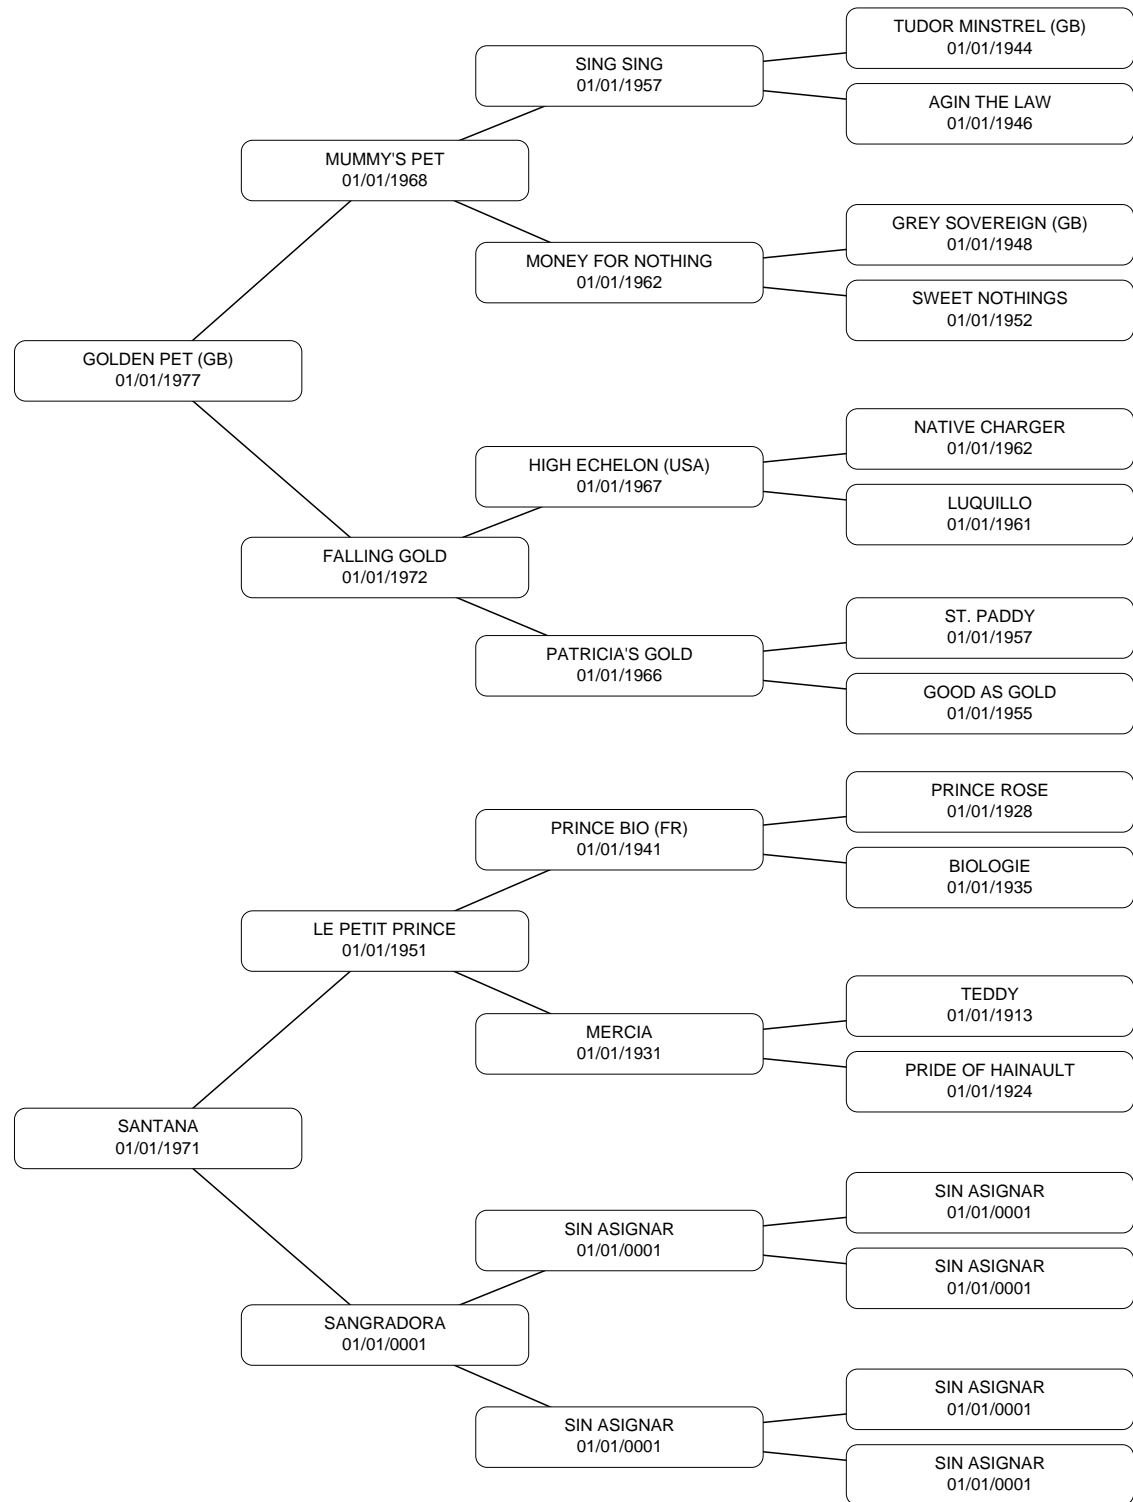 TUDOR MINSTREL (GB)
01/01/1944
SING SING
01/01/1957
AGIN THE LAW
01/01/1946
MUMMY'S PET
01/01/1968
GREY SOVEREIGN (GB)
01/01/1948
MONEY FOR NOTHING
01/01/1962
SWEET NOTHINGS
01/01/1952
GOLDEN PET (GB)
01/01/1977
NATIVE CHARGER
01/01/1962
HIGH ECHELON (USA)
01/01/1967
LUQUILLO
01/01/1961
FALLING GOLD
01/01/1972
ST. PADDY
01/01/1957
PATRICIA'S GOLD
01/01/1966
GOOD AS GOLD
01/01/1955
PRINCE ROSE
01/01/1928
PRINCE BIO (FR)
01/01/1941
BIOLOGIE
01/01/1935
LE PETIT PRINCE
01/01/1951
TEDDY
01/01/1913
MERCIA
01/01/1931
PRIDE OF HAINAULT
01/01/1924
SANTANA
01/01/1971
SIN ASIGNAR
01/01/0001
SIN ASIGNAR
01/01/0001
SIN ASIGNAR
01/01/0001
SANGRADORA
01/01/0001
SIN ASIGNAR
01/01/0001
SIN ASIGNAR
01/01/0001
SIN ASIGNAR
01/01/0001